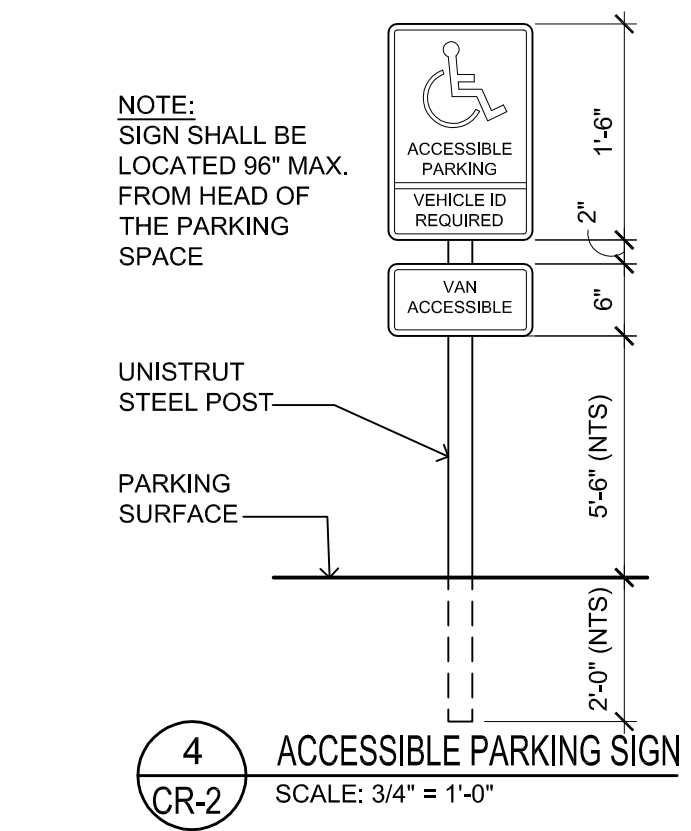 NOTE:
SIGN SHALL BE
LOCATED 96" MAX.
FROM HEAD OF
THE PARKING
SPACE
ACCESSIBLE
PARKING
VEHICLE ID
REQUIRED
VAN
ACCESSIBLE
1'-6"
2"
6"
5'-6" (NTS)
2'-0" (NTS)
UNISTRUT
STEEL POST
PARKING
SURFACE
4
CR-2
ACCESSIBLE PARKING SIGN
SCALE: 3/4" = 1'-0"